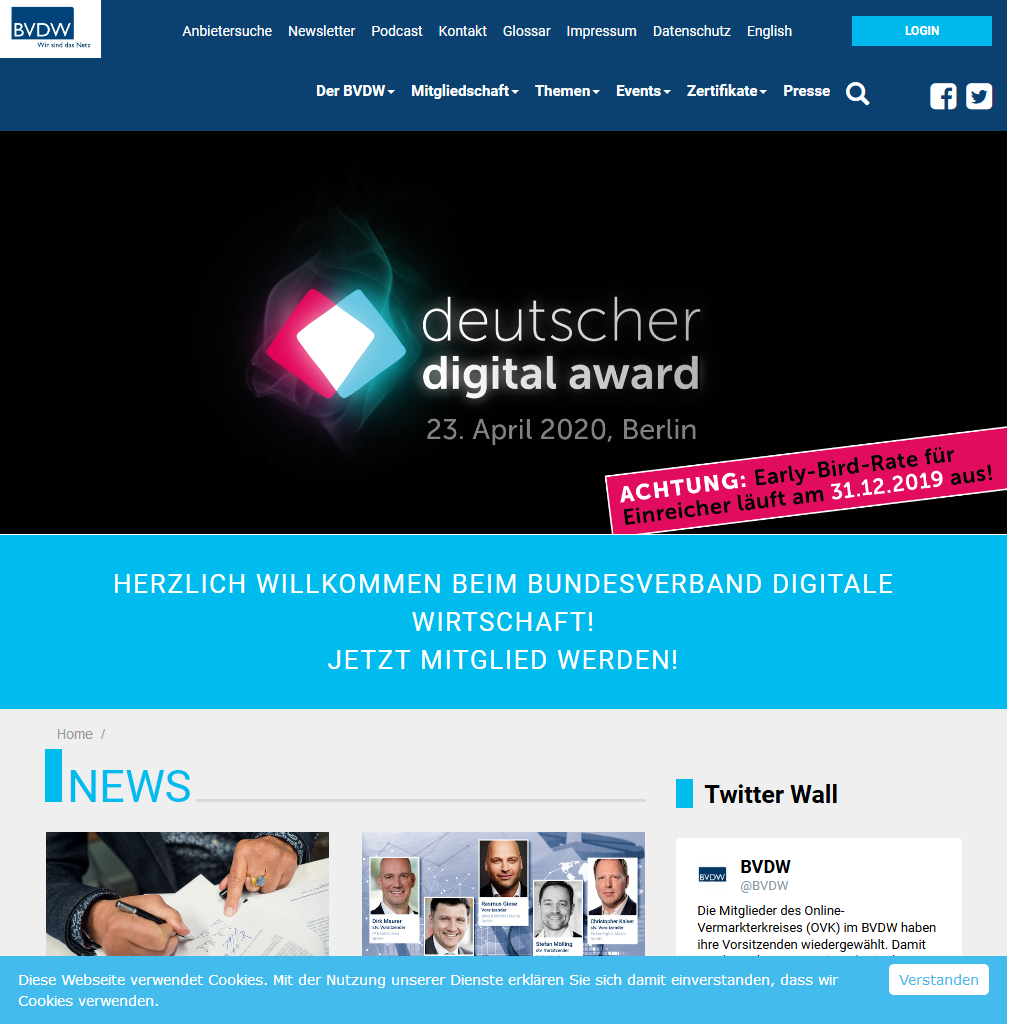 BVDW
Wir sind das Netz
Anbietersuche Newsletter Podcast Kontakt Glossar Impressum Datenschutz English
LOGIN
Der BVDW Mitgliedschaft Themen Events Zertifikate Presse
deutscher
digital award
23. April 2020, Berlin
ACHTUNG: Early-Bird-Rate für
Einreicher läuft am 31.12.2019 aus!
HERZLICH WILLKOMMEN BEIM BUNDESVERBAND DIGITALE
WIRTSCHAFT!
JETZT MITGLIED WERDEN!
Home /
NEWS
Twitter Wall
Dirk Maurer
stv. Vorsitzender
Rasmus Giese
Vorsitzender
Stefan Mölling
stv. Vorsitzender
Christopher Kaiser
stv. Vorsitzender
BVDW
BVDW
@BVDW
Die Mitglieder des Online-
Vermarkterkreises (OVK) im BVDW haben
ihre Vorsitzenden wiedergewählt. Damit
Diese Webseite verwendet Cookies. Mit der Nutzung unserer Dienste erklären Sie sich damit einverstanden, dass wir
Cookies verwenden.
Verstanden